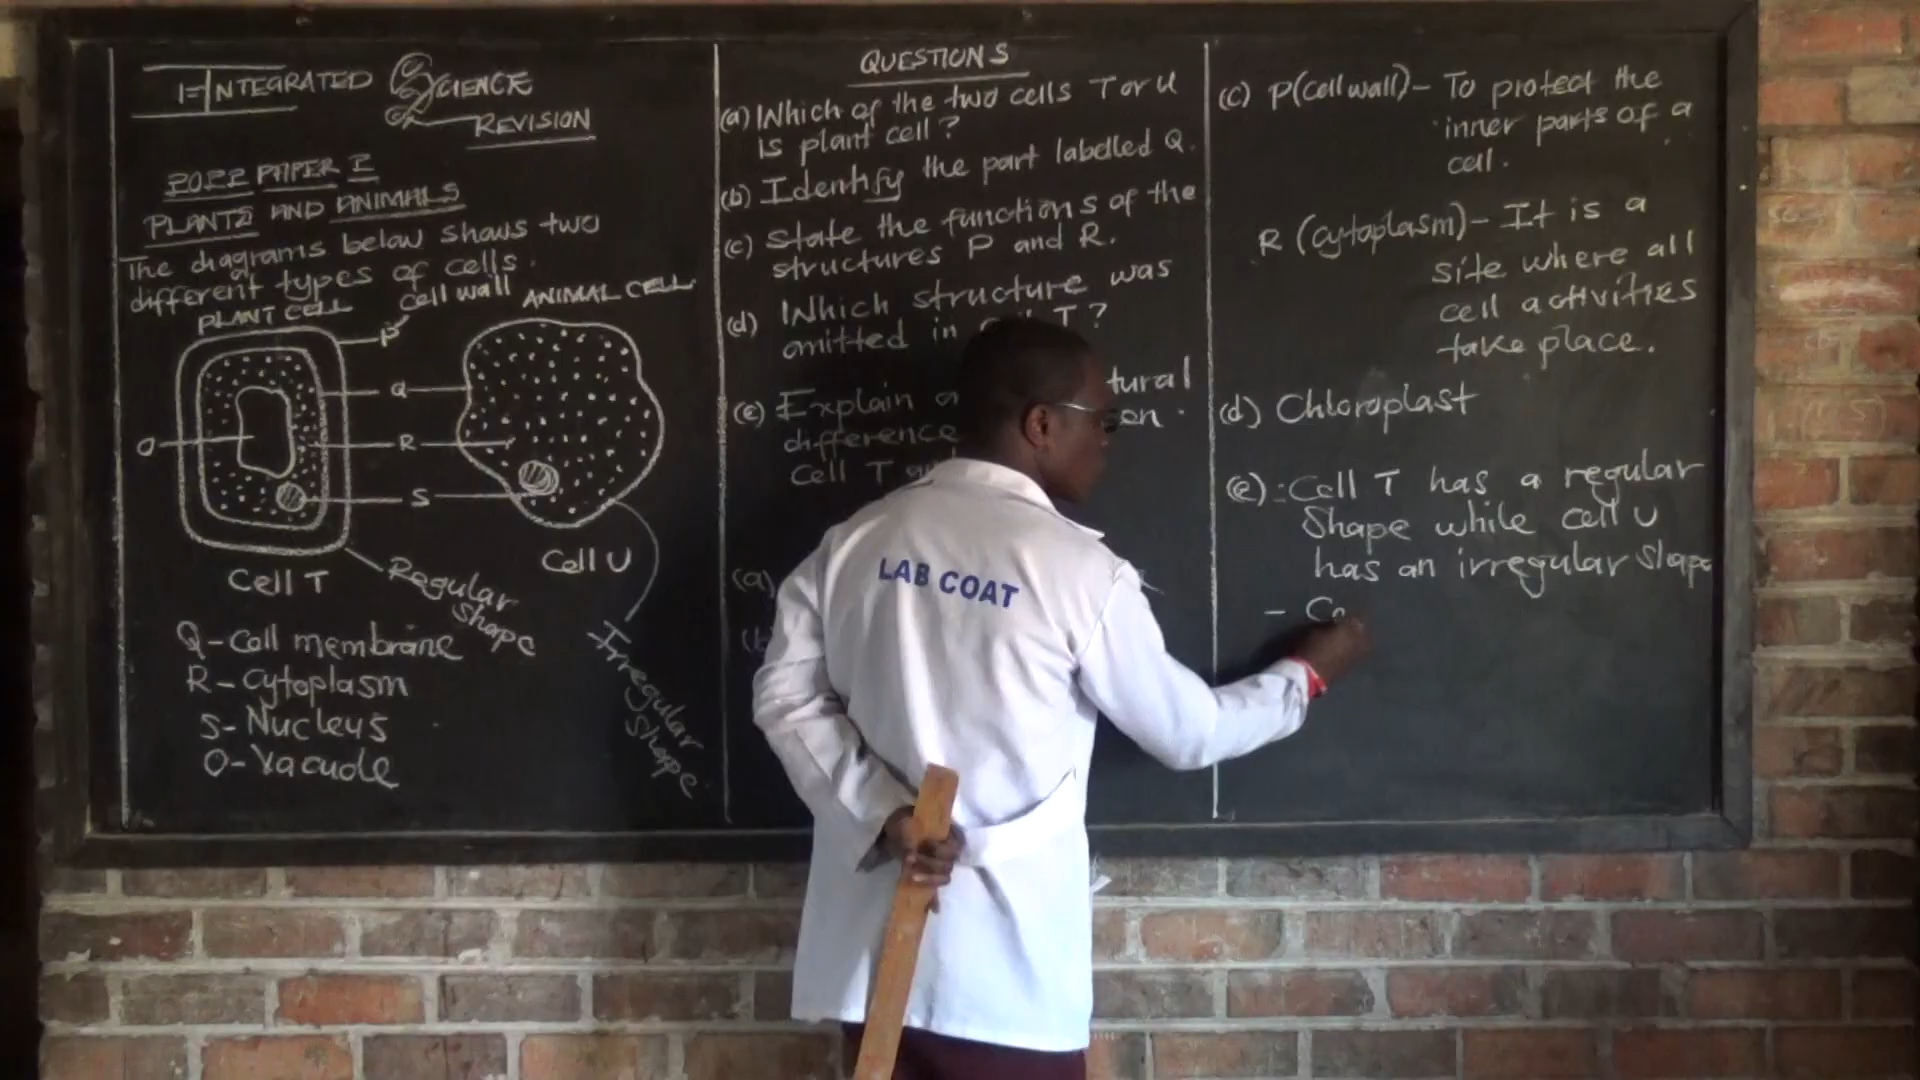 INTEGRATED SCIENCE
REVISION
2022 PAPER I
PLANTS AND ANIMALS
The diagrams below shows two
different types of cells.
PLANT CELL
P
cell wall
ANIMAL CELL
Q
O
R
S
Cell T
Cell U
Regular
Shape
Irregular
Shape
Q - Cell membrane
R - Cytoplasm
S - Nucleus
O - Vacuole
QUESTIONS
(a) Which of the two cells T or U
is plant cell?
(b) Identify the part labelled Q.
(c) State the functions of the
structures P and R.
(d) Which structure was
omitted in T?
(e) Explain
difference
Cell T
(a)
(c) P(cell wall) - To protect the
inner parts of a
cell.
R (cytoplasm) - It is a
site where all
cell activities
take place.
(d) Chloroplast
(e) Cell T has a regular
Shape while cell U
has an irregular Shape
-
LAB COAT